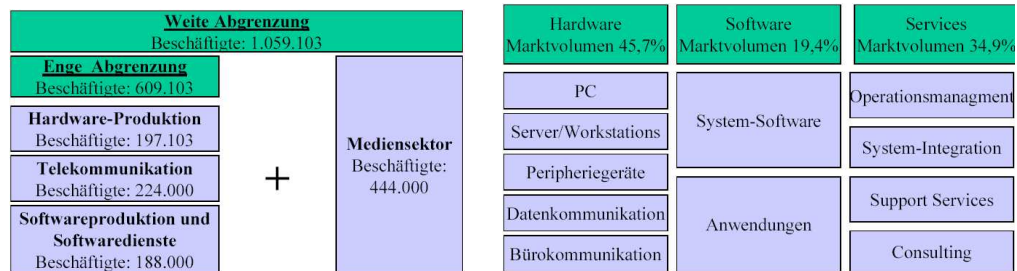 Weite Abgrenzung
Beschäftigte: 1.059.103
Enge Abgrenzung
Beschäftigte: 609.103
Hardware-Produktion
197.103
Telekommunikation
Beschäftigte: 224.000
Softwareproduktion und
Softwaredienste
Beschäftigte: 188.000
+
Mediensektor
Beschäftigte:
444.000
Hardware
Marktvolumen 45,7%
PC
Server/Workstations
Peripheriegeräte
Datenkommunikation
Bürokommunikation
Software
Marktvolumen 19,4%
System-Software
Anwendungen
Services
Marktvolumen 34,9%
Operationsmanagment
System-Integration
Support Services
Consulting